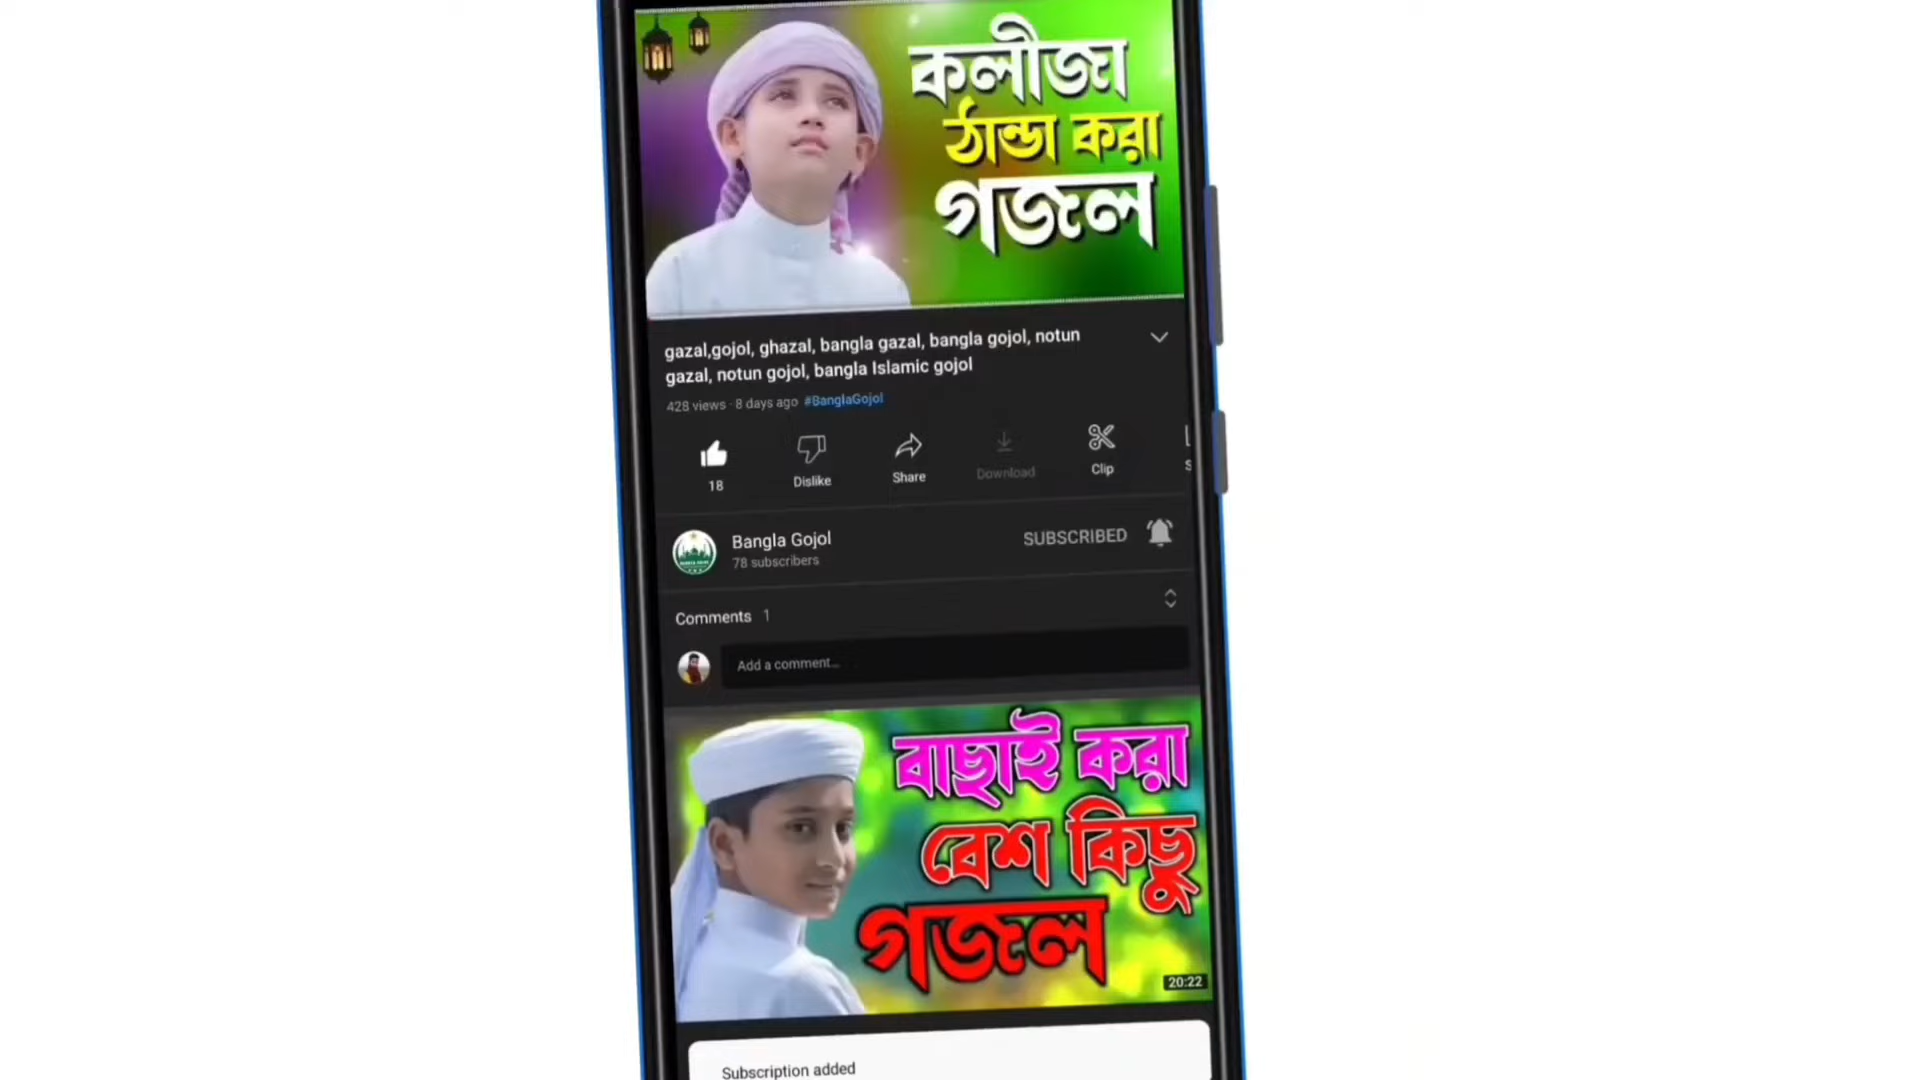 কলীজা
ঠান্ডা করা
গজল
gazal,gojol, ghazal, bangla gazal, bangla gojol, notun
gazal, notun gojol, bangla Islamic gojol
428 views · 8 days ago #BanglaGojol
18
Dislike
Share
Download
Clip
Bangla Gojol
78 subscribers
SUBSCRIBED
Comments 1
Add a comment...
বাছাই করা
বেশ কিছু
গজল
20:22
Subscription added